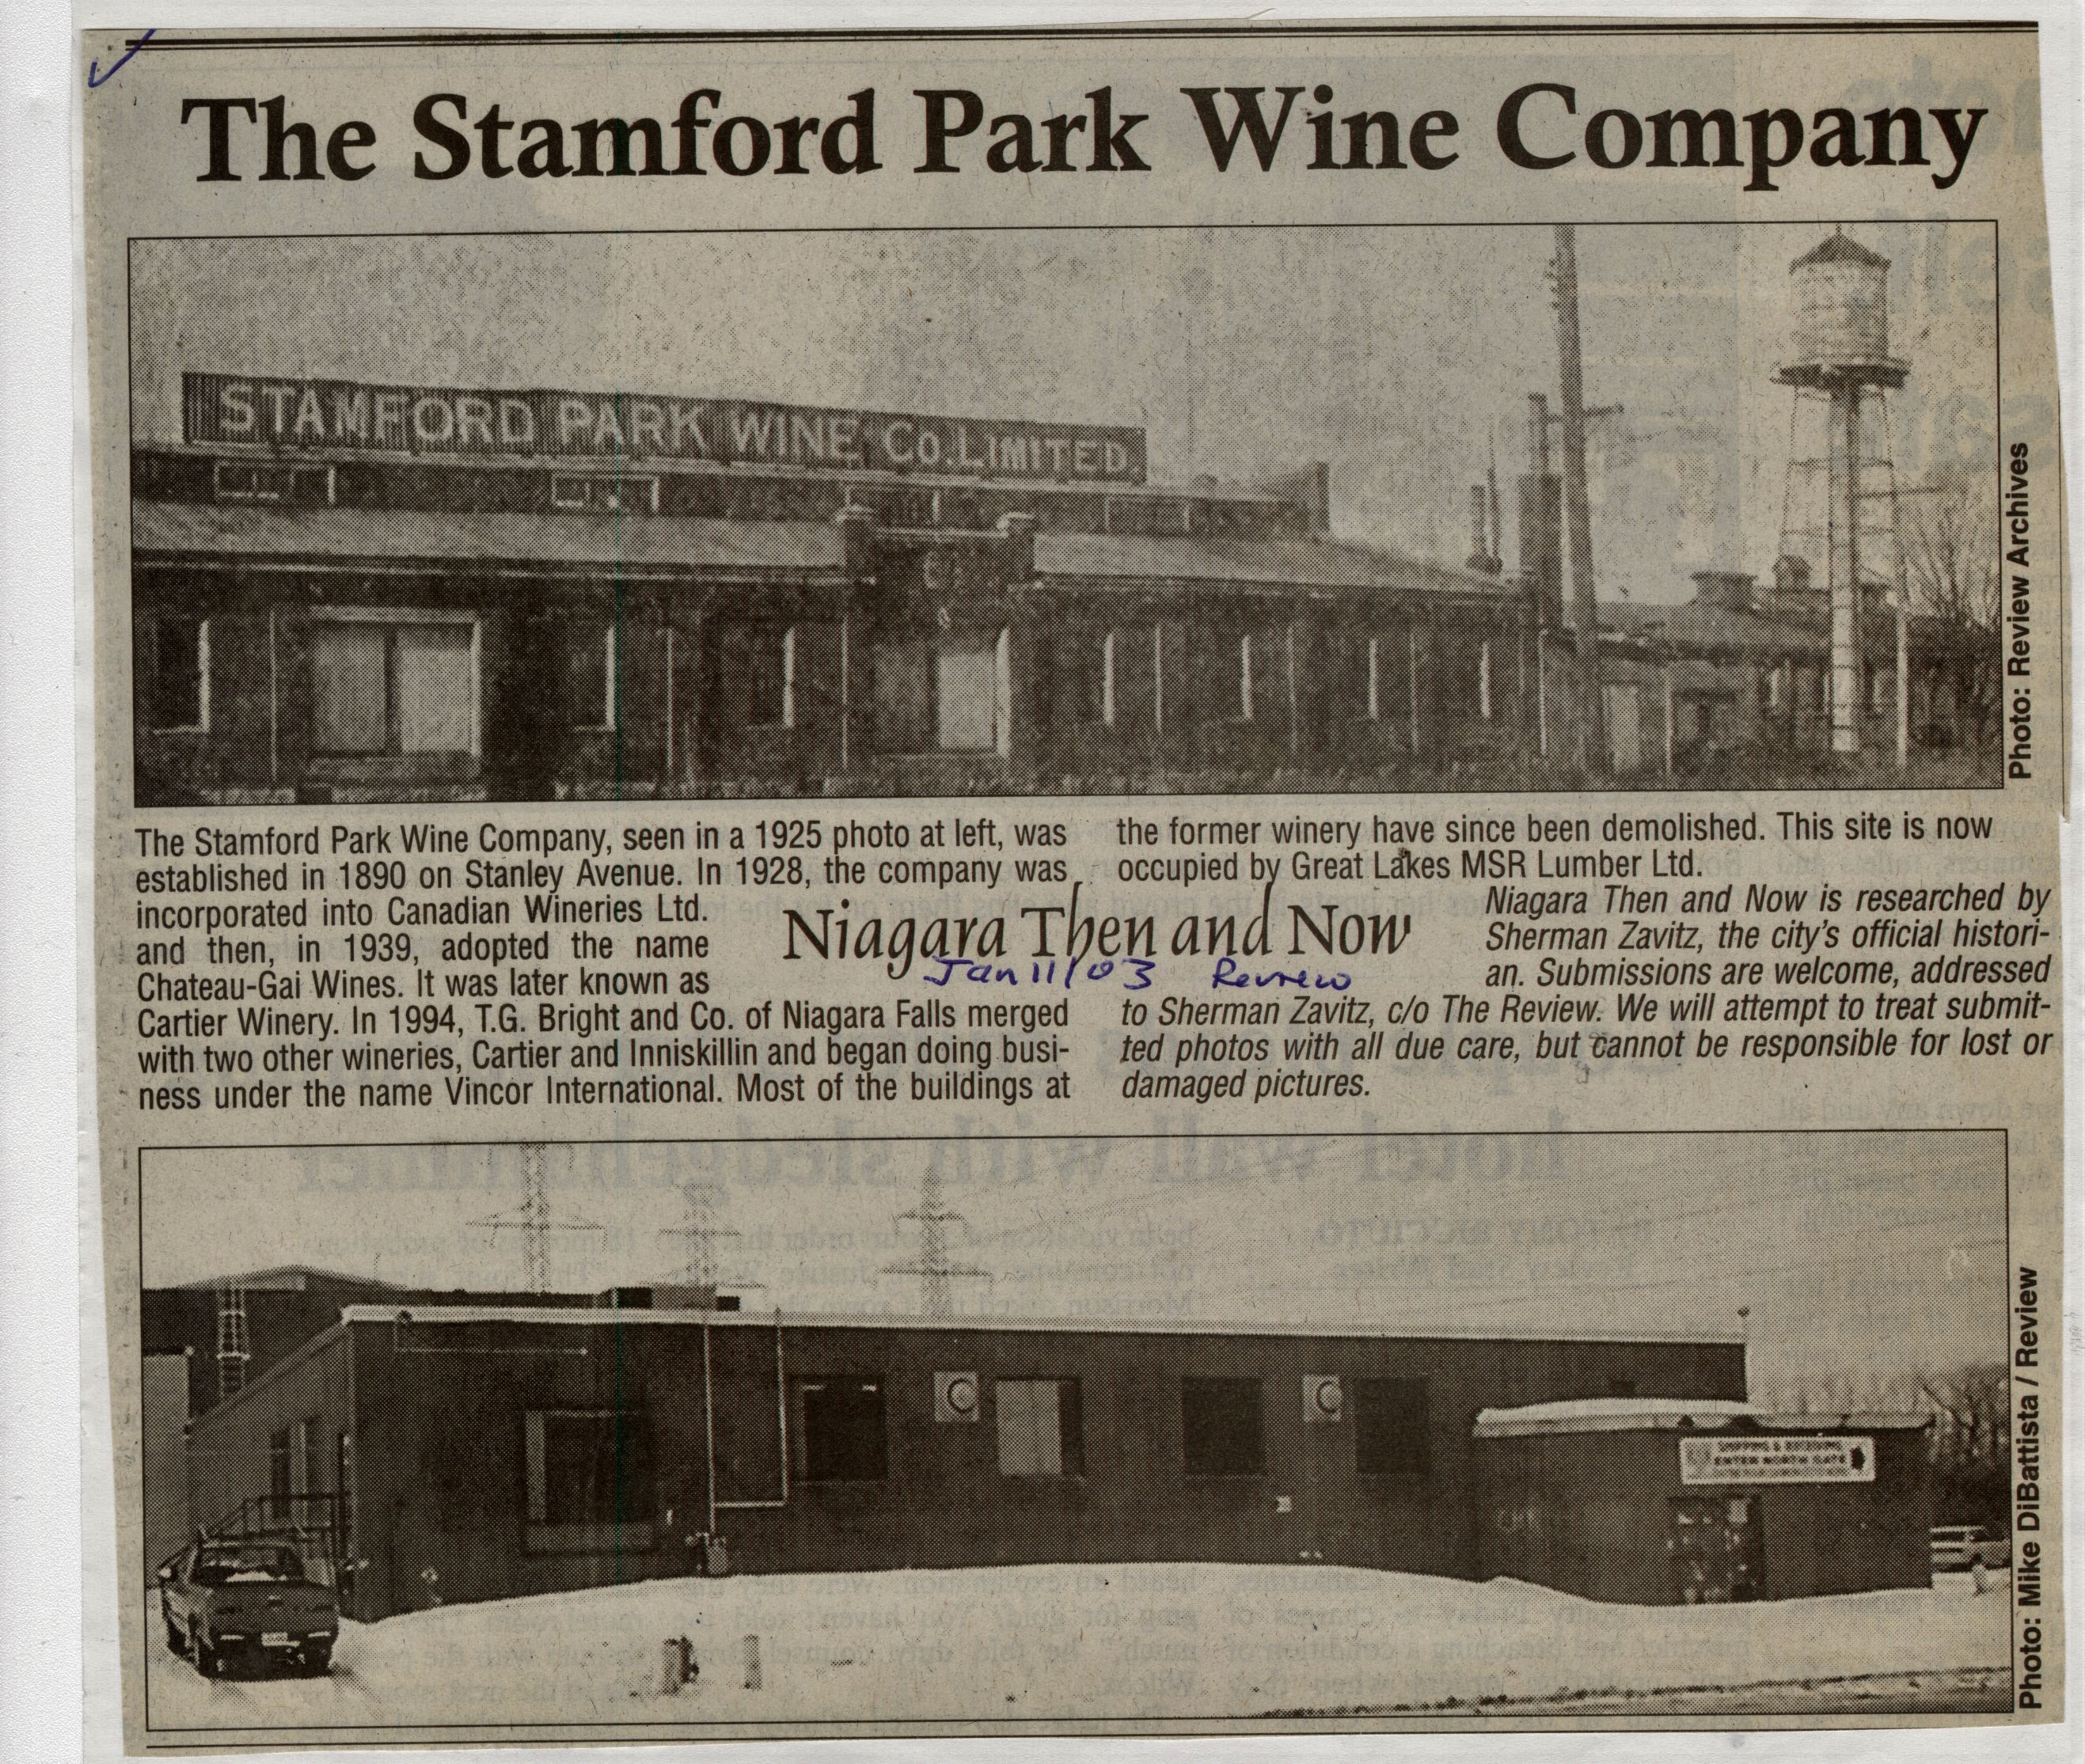 The Stamford Park Wine Company
STAMFORD PARK WINE Co. LIMITED.
Photo: Review Archives
The Stamford Park Wine Company, seen in a 1925 photo at left, was
established in 1890 on Stanley Avenue. In 1928, the company was
incorporated into Canadian Wineries Ltd.
and then, in 1939, adopted the name
Chateau-Gai Wines. It was later known as
Cartier Winery. In 1994, T.G. Bright and Co. of Niagara Falls merged
with two other wineries, Cartier and Inniskillin and began doing busi-
ness under the name Vincor International. Most of the buildings at
the former winery have since been demolished. This site is now
occupied by Great Lakes MSR Lumber Ltd.
Niagara Then and Now
Jan 11/03 Review
Niagara Then and Now is researched by
Sherman Zavitz, the city's official histori-
an. Submissions are welcome, addressed
to Sherman Zavitz, c/o The Review. We will attempt to treat submit-
ted photos with all due care, but cannot be responsible for lost or
damaged pictures.
SHIPPING & RECEIVING
ENTER NORTH GATE
Photo: Mike DiBattista / Review